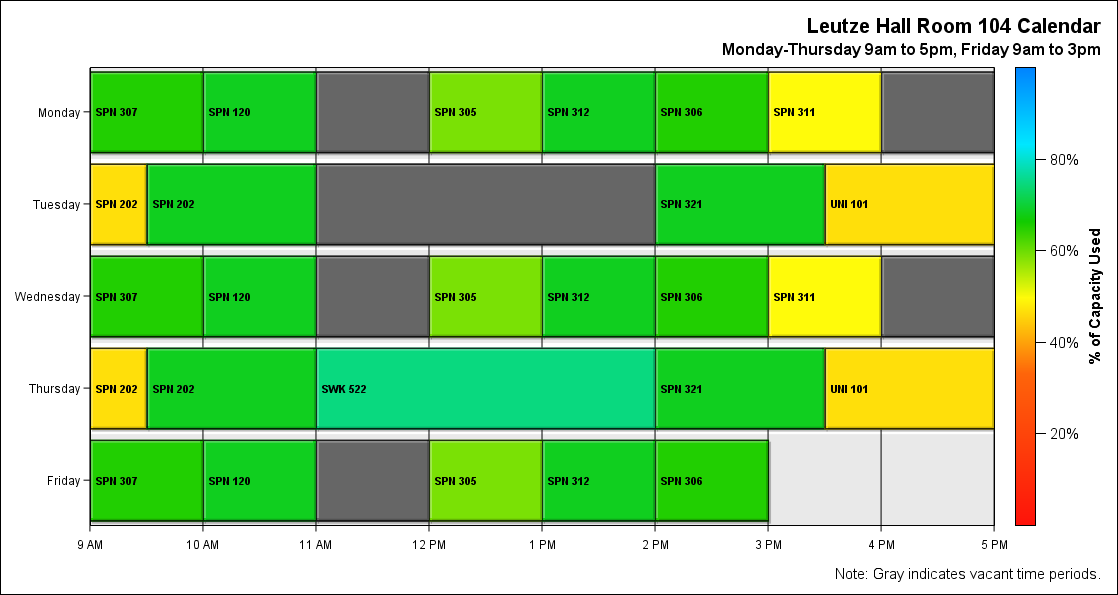 Leutze Hall Room 104 Calendar
Monday-Thursday 9am to 5pm, Friday 9am to 3pm
Monday
SPN 307
SPN 120
SPN 305
SPN 312
SPN 306
SPN 311
Tuesday
SPN 202
SPN 202
SPN 321
UNI 101
Wednesday
SPN 307
SPN 120
SPN 305
SPN 312
SPN 306
SPN 311
Thursday
SPN 202
SPN 202
SWK 522
SPN 321
UNI 101
Friday
SPN 307
SPN 120
SPN 305
SPN 312
SPN 306
9 AM
10 AM
11 AM
12 PM
1 PM
2 PM
3 PM
4 PM
5 PM
80%
60%
40%
20%
% of Capacity Used
Note: Gray indicates vacant time periods.